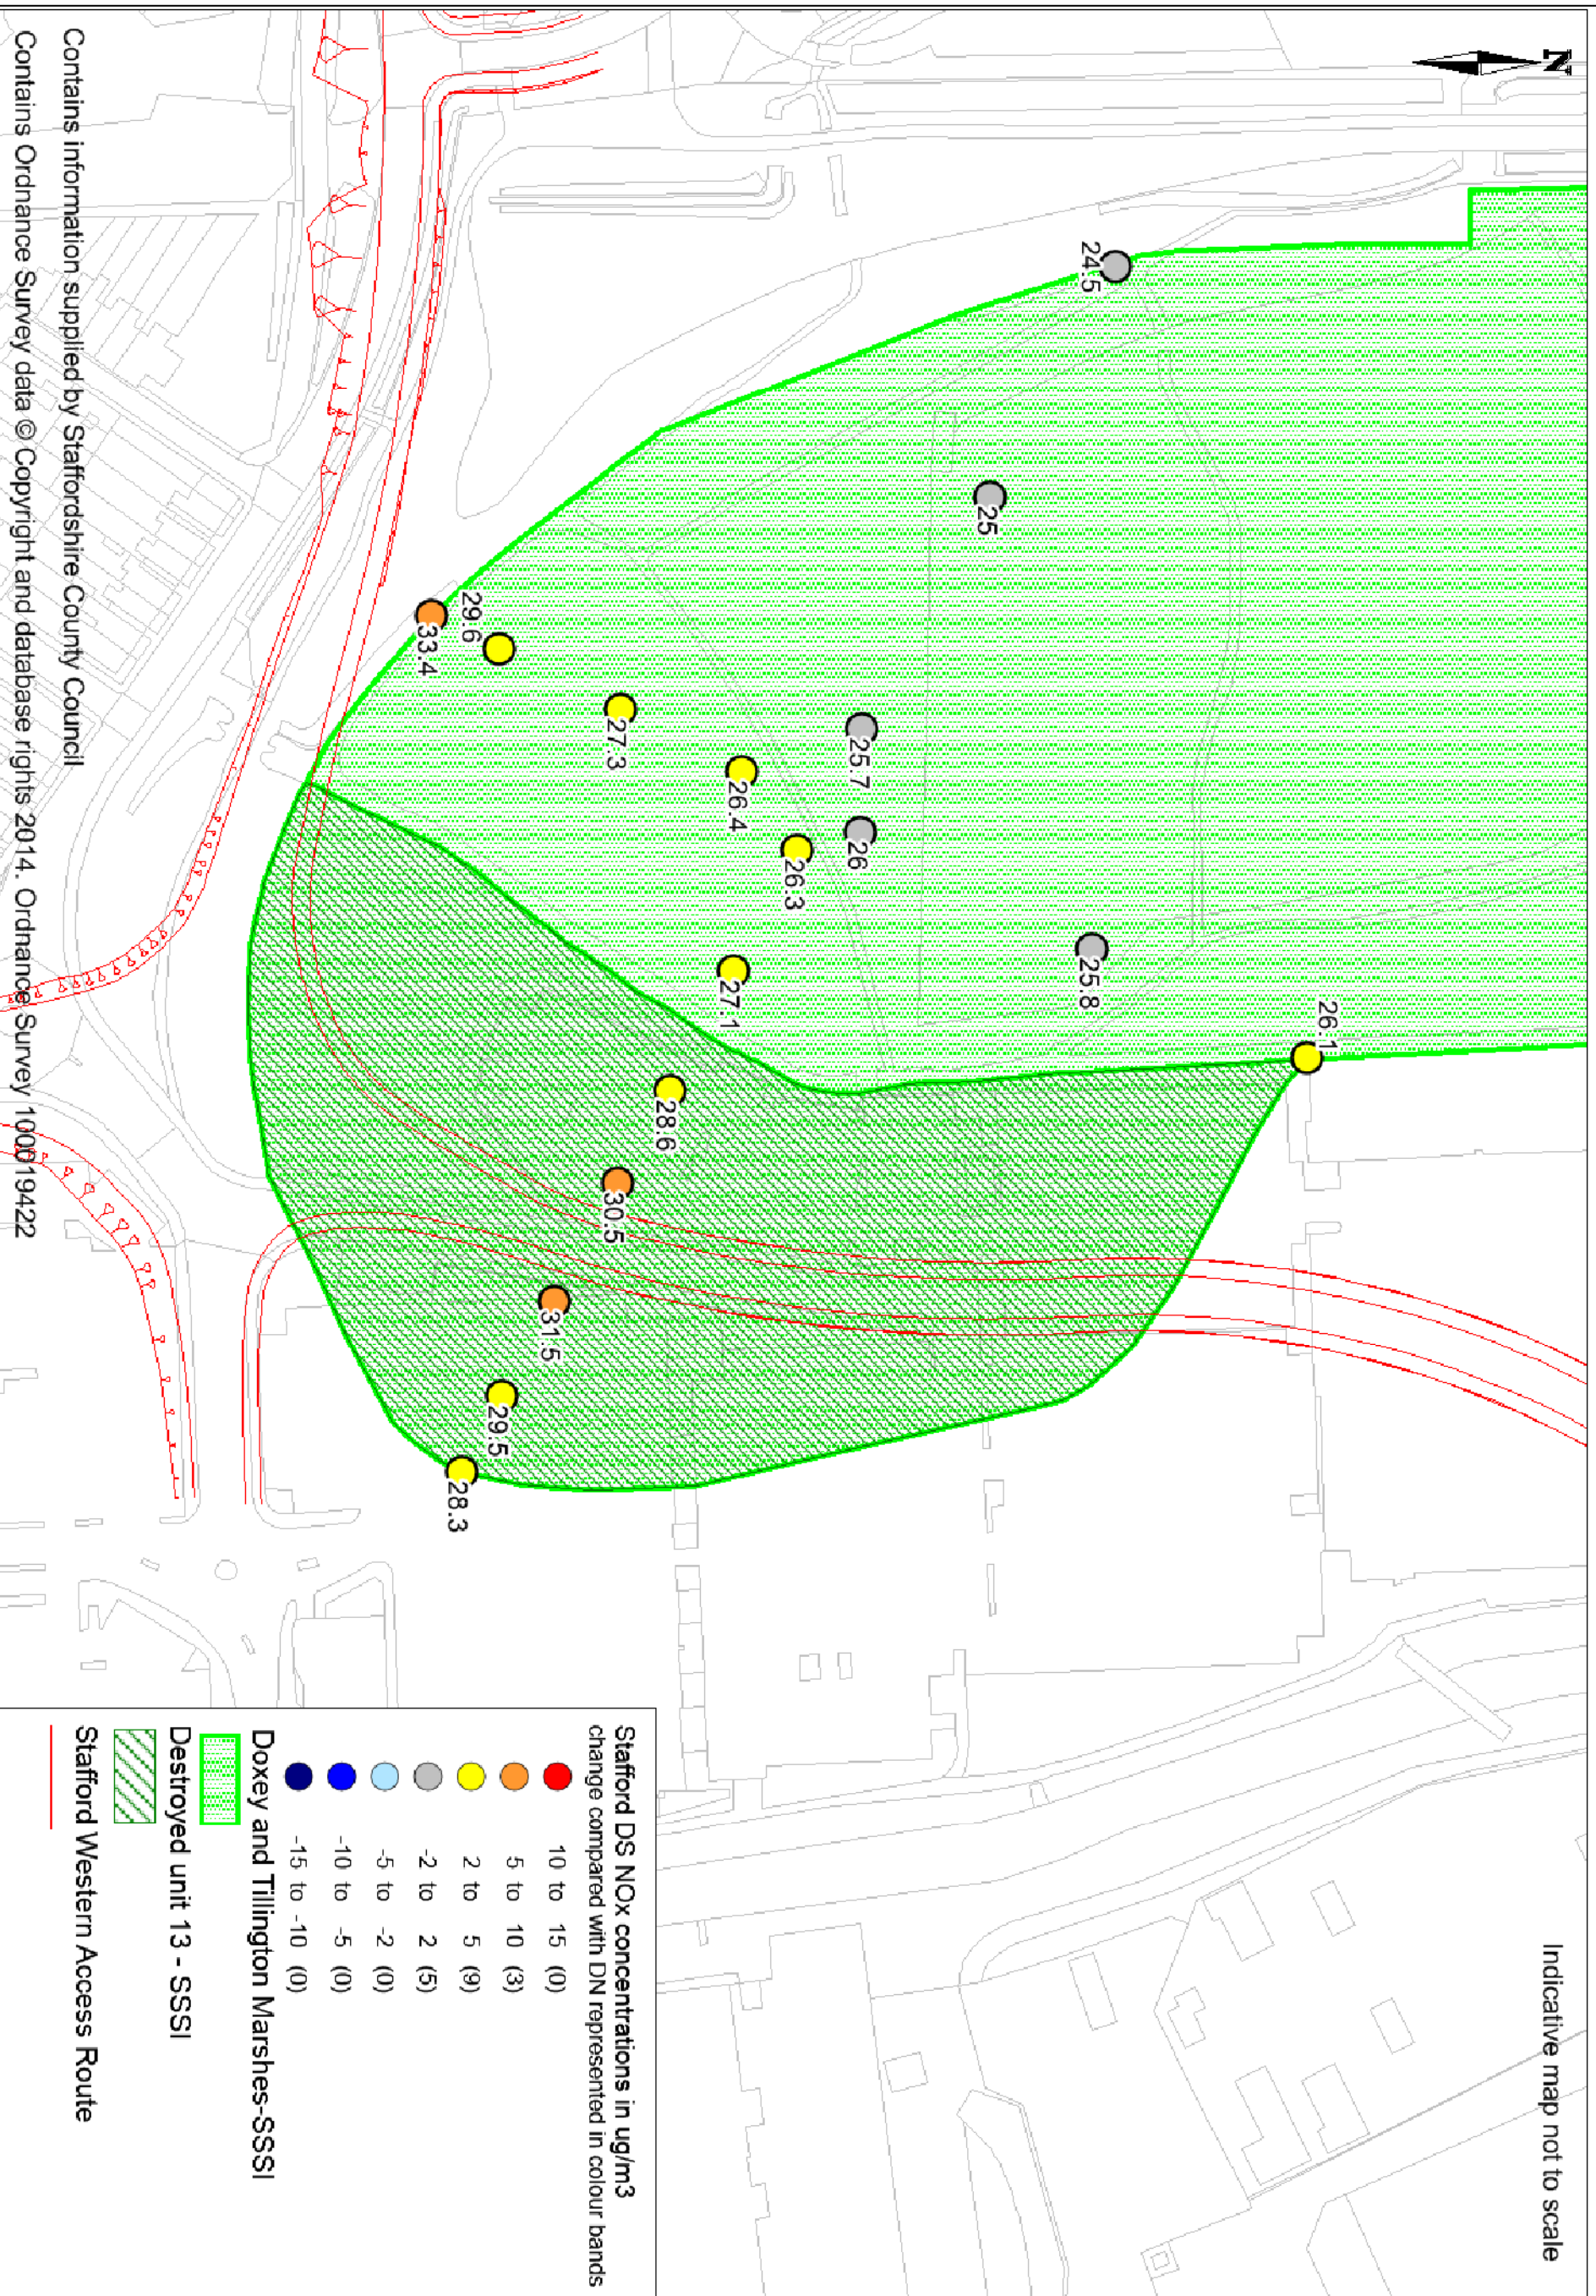 N
Indicative map not to scale
26.1
24.5
25.8
25
25.7
26
26.3
26.4
27.1
28.6
27.3
30.5
31.5
29.6
29.5
33.4
28.3
Stafford DS NOx concentrations in ug/m3
change compared with DN represented in colour bands
10 to 15 (0)
5 to 10 (3)
2 to 5 (9)
-2 to 2 (5)
-5 to -2 (0)
-10 to -5 (0)
-15 to -10 (0)
Doxey and Tillington Marshes-SSSI
Destroyed unit 13 - SSSI
Stafford Western Access Route
Contains information supplied by Staffordshire County Council
Contains Ordnance Survey data © Copyright and database rights 2014. Ordnance Survey 100019422